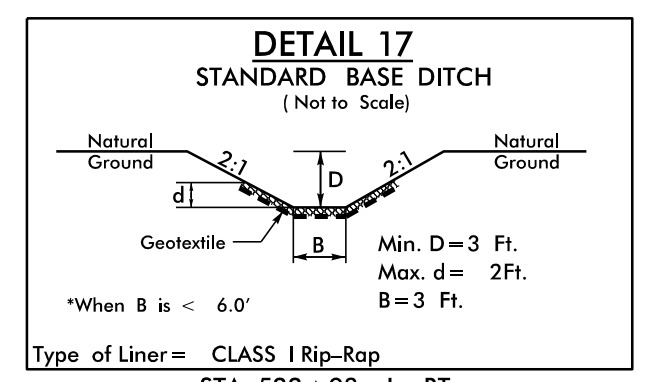 DETAIL 17
STANDARD BASE DITCH
( Not to Scale)
Natural
Ground
2:1
D
2:1
Natural
Ground
d
Geotextile
B
Min. D=3 Ft.
Max. d= 2Ft.
B=3 Ft.
*When B is < 6.0'
Type of Liner= CLASS I Rip-Rap